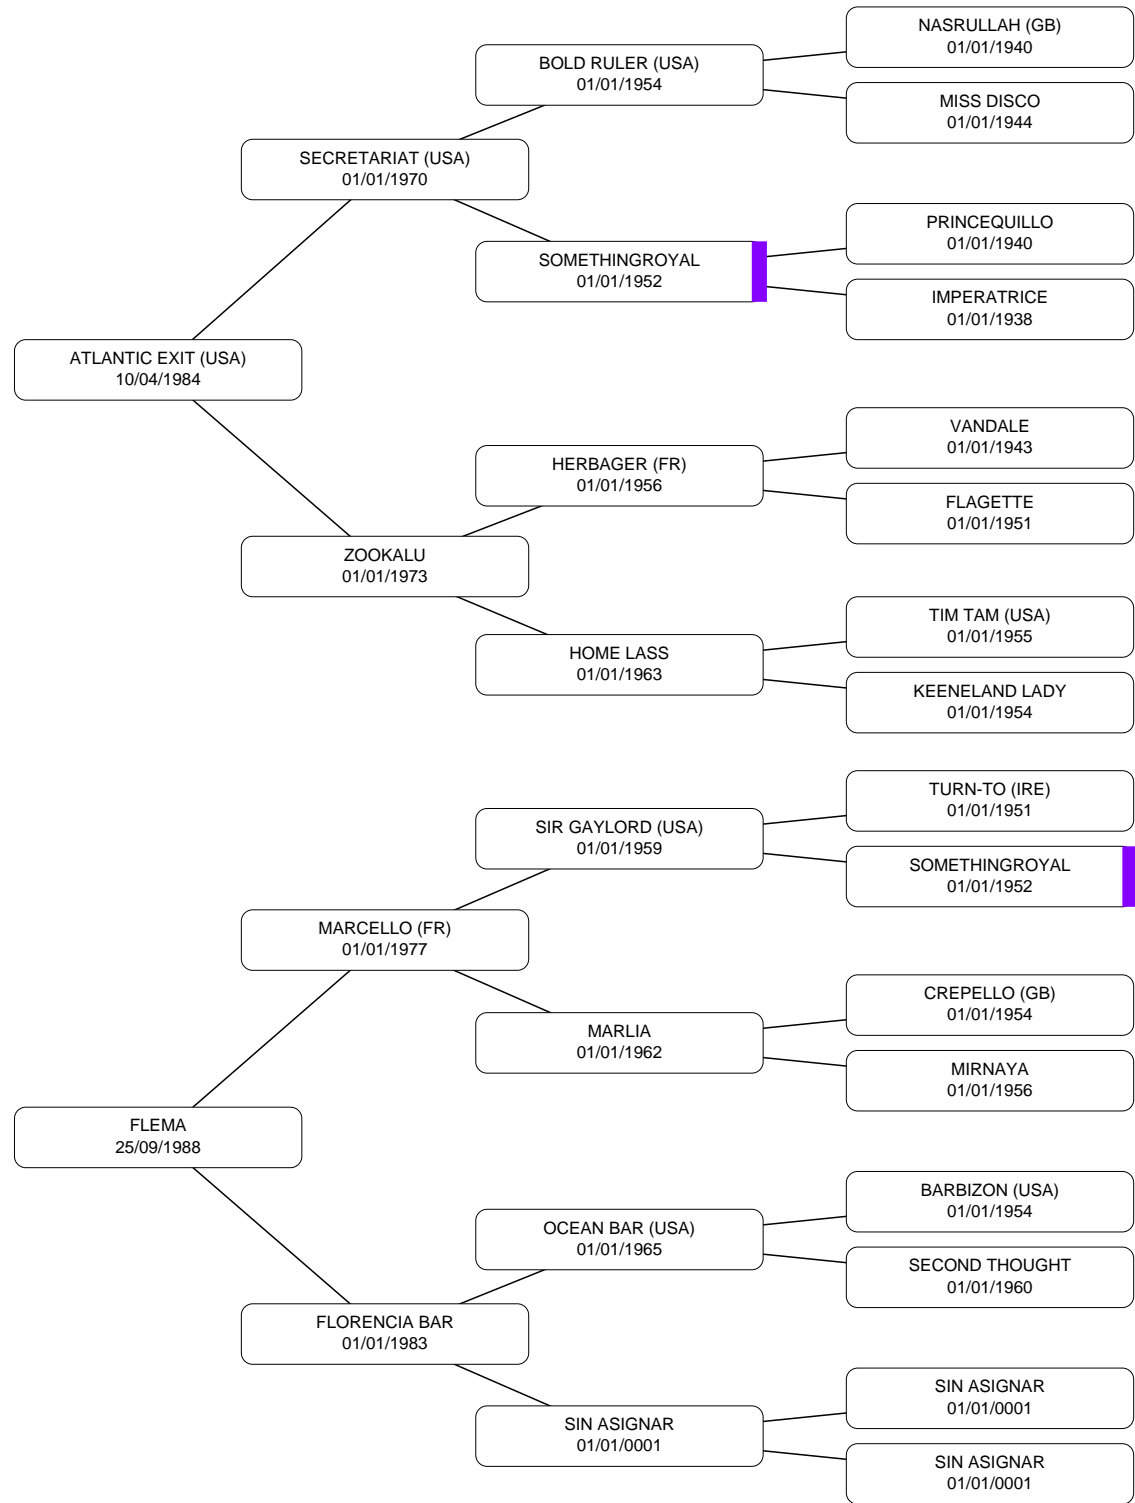 NASRULLAH (GB)
01/01/1940
BOLD RULER (USA)
01/01/1954
MISS DISCO
01/01/1944
SECRETARIAT (USA)
01/01/1970
PRINCEQUILLO
01/01/1940
SOMETHINGROYAL
01/01/1952
IMPERATRICE
01/01/1938
ATLANTIC EXIT (USA)
10/04/1984
VANDALE
01/01/1943
HERBAGER (FR)
01/01/1956
FLAGETTE
01/01/1951
ZOOKALU
01/01/1973
TIM TAM (USA)
01/01/1955
HOME LASS
01/01/1963
KEENELAND LADY
01/01/1954
TURN-TO (IRE)
01/01/1951
SIR GAYLORD (USA)
01/01/1959
SOMETHINGROYAL
01/01/1952
MARCELLO (FR)
01/01/1977
CREPELLO (GB)
01/01/1954
MARLIA
01/01/1962
MIRNAYA
01/01/1956
FLEMA
25/09/1988
BARBIZON (USA)
01/01/1954
OCEAN BAR (USA)
01/01/1965
SECOND THOUGHT
01/01/1960
FLORENCIA BAR
01/01/1983
SIN ASIGNAR
01/01/0001
SIN ASIGNAR
01/01/0001
SIN ASIGNAR
01/01/0001